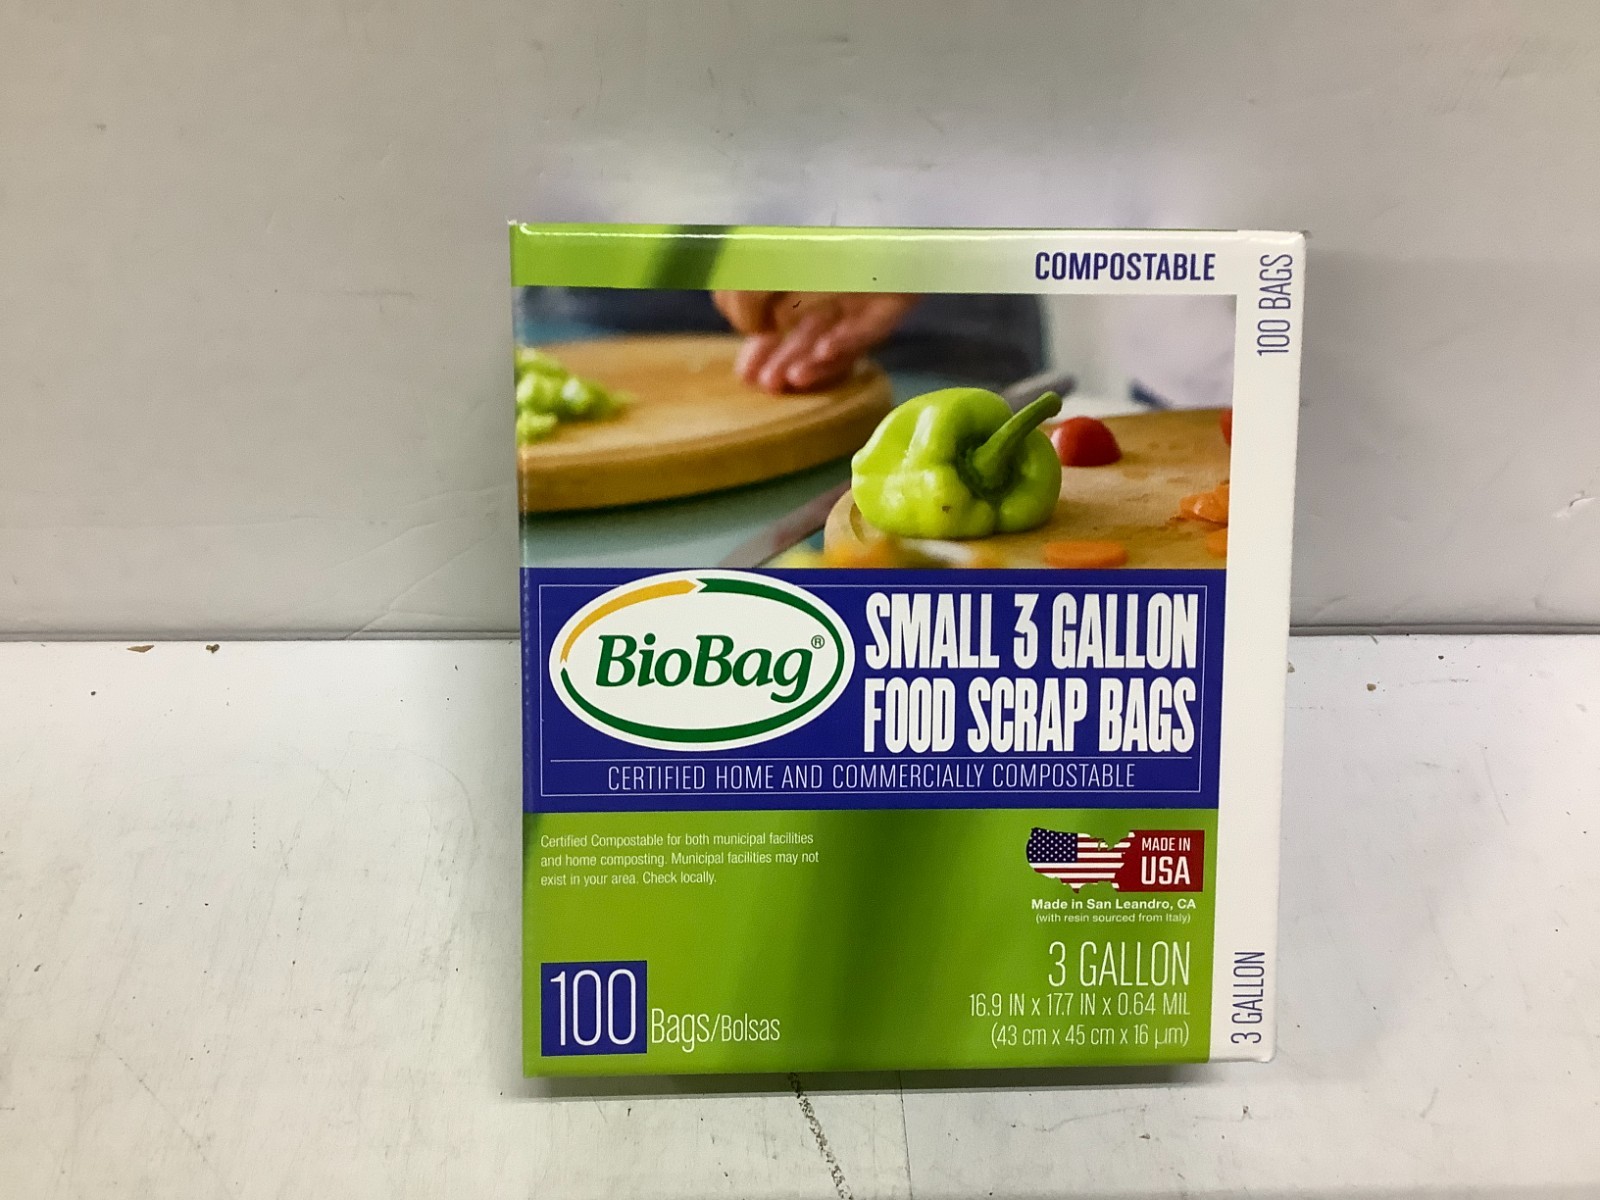 COMPOSTABLE
100 BAGS
BioBag®
SMALL 3 GALLON
FOOD SCRAP BAGS
CERTIFIED HOME AND COMMERCIALLY COMPOSTABLE
Certified Compostable for both municipal facilities
and home composting. Municipal facilities may not
exist in your area. Check locally.
MADE IN
USA
Made in San Leandro, CA
(with resin sourced from Italy)
100 Bags/Bolsas
3 GALLON
16.9 IN x 17.7 IN x 0.64 MIL
(43 cm x 45 cm x 16 µm)
3 GALLON